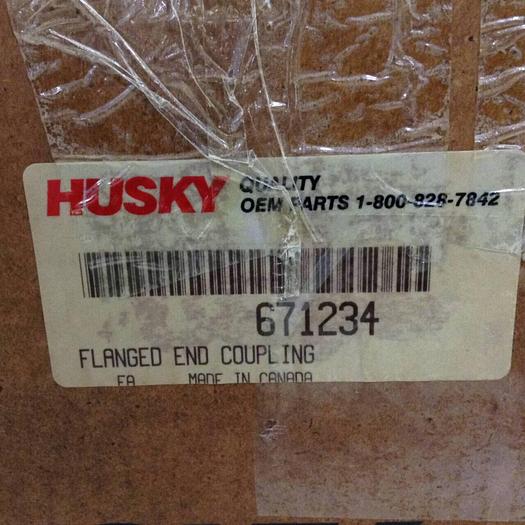 HUSKY QUALITY
OEM PARTS 1-800-828-7842
671234
FLANGED END COUPLING
EA MADE IN CANADA